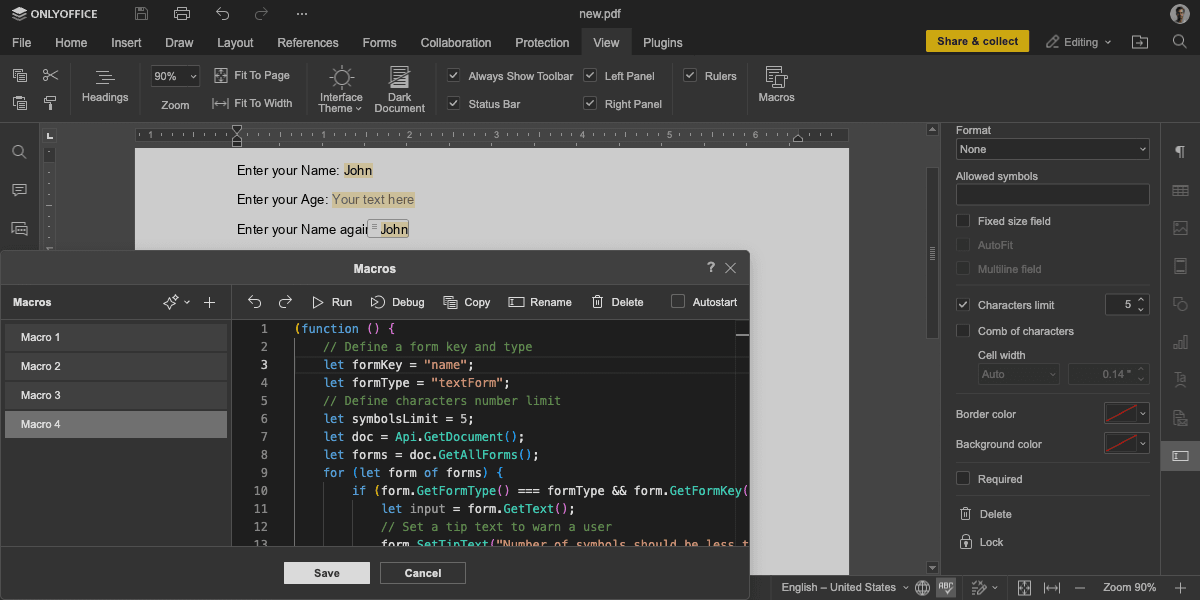 ONLYOFFICE
new.pdf
File Home Insert Draw Layout References Forms Collaboration Protection View Plugins
Share & collect
Editing
Headings
90%
Zoom
Fit To Page
Fit To Width
Interface Theme
Dark Document
Always Show Toolbar
Status Bar
Left Panel
Right Panel
Rulers
Macros
1 1 2 3 4 5 6
Enter your Name: John
Enter your Age: Your text here
Enter your Name again John
Macros
?
Macros
Macro 1
Macro 2
Macro 3
Macro 4
Run Debug Copy Rename Delete Autostart
1 (function () {
2 // Define a form key and type
3 let formKey = "name";
4 let formType = "textForm";
5 // Define characters number limit
6 let symbolsLimit = 5;
7 let doc = Api.GetDocument();
8 let forms = doc.GetAllForms();
9 for (let form of forms) {
10 if (form.GetFormType() === formType && form.GetFormKey(
11 let input = form.GetText();
12 // Set a tip text to warn a user
13 form.SetTipText("Number of symbols should be less t
Save Cancel
Format
None
Allowed symbols
Fixed size field
AutoFit
Multiline field
Characters limit 5
Comb of characters
Cell width
Auto 0.14 "
Border color
Background color
Required
Delete
Lock
English – United States
ABC
Zoom 90%